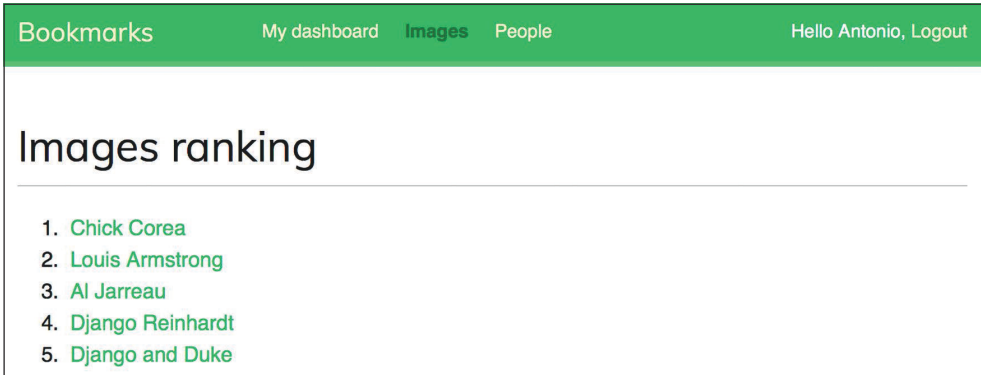 Bookmarks My dashboard Images People Hello Antonio, Logout
Images ranking
1. Chick Corea
2. Louis Armstrong
3. Al Jarreau
4. Django Reinhardt
5. Django and Duke